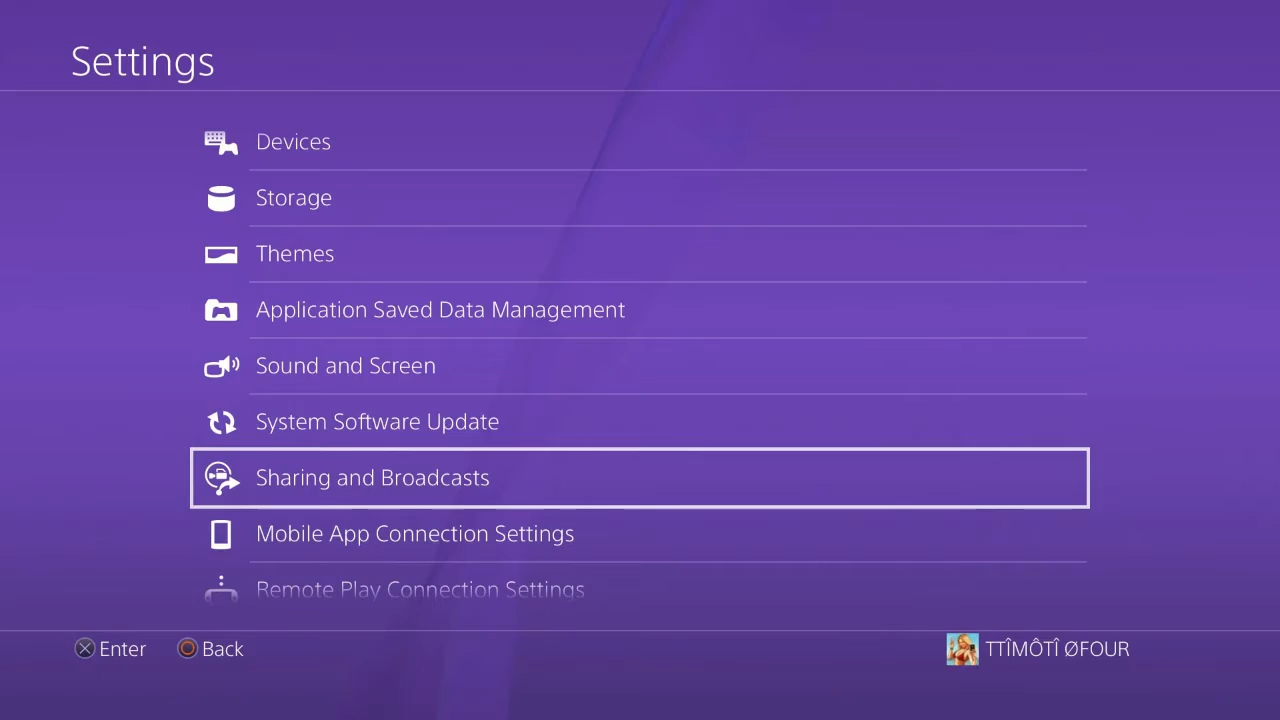 Settings
Devices
Storage
Themes
Application Saved Data Management
Sound and Screen
System Software Update
Sharing and Broadcasts
Mobile App Connection Settings
Remote Play Connection Settings
Enter
Back
TTÎMÔTÎ ØFOUR